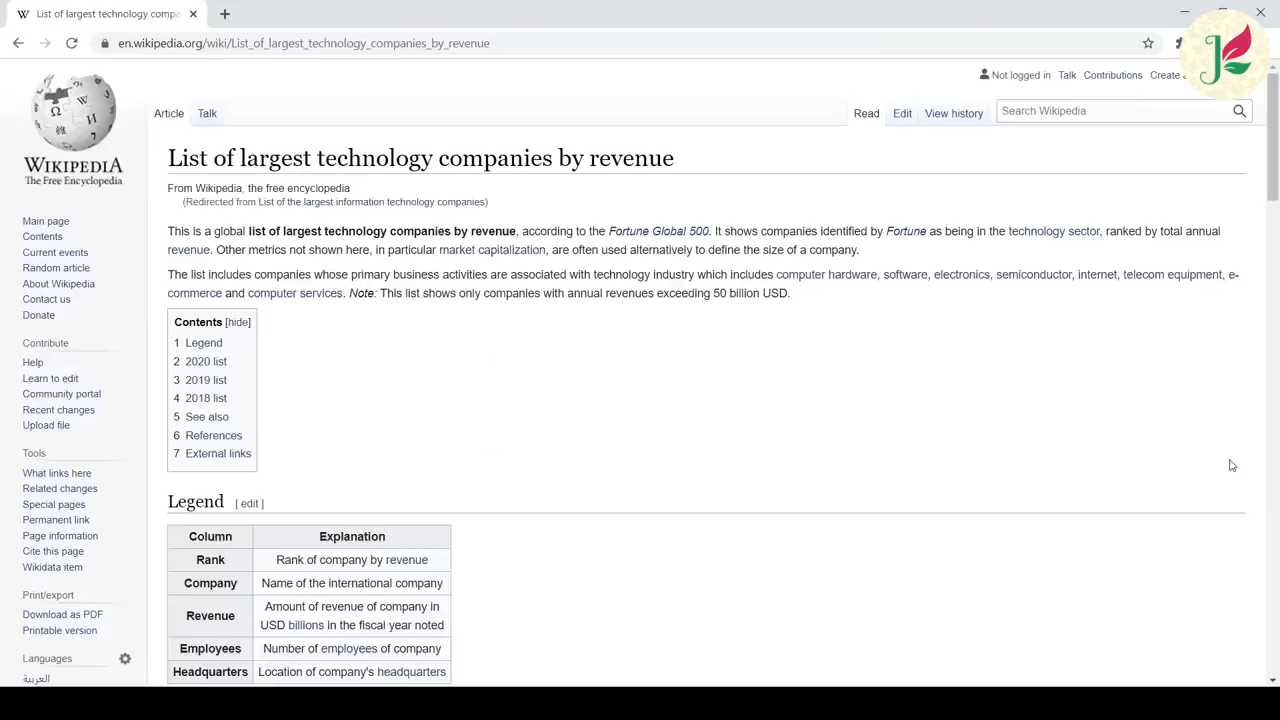 List of largest technology compa
en.wikipedia.org/wiki/List_of_largest_technology_companies_by_revenue
Not logged in Talk Contributions Create
Article Talk Read Edit View history Search Wikipedia
WIKIPEDIA
The Free Encyclopedia
Main page
Contents
Current events
Random article
About Wikipedia
Contact us
Donate
Contribute
Help
Learn to edit
Community portal
Recent changes
Upload file
Tools
What links here
Related changes
Special pages
Permanent link
Page information
Cite this page
Wikidata item
Print/export
Download as PDF
Printable version
Languages
العربية
List of largest technology companies by revenue
From Wikipedia, the free encyclopedia
(Redirected from List of the largest information technology companies)
This is a global list of largest technology companies by revenue, according to the Fortune Global 500. It shows companies identified by Fortune as being in the technology sector, ranked by total annual
revenue. Other metrics not shown here, in particular market capitalization, are often used alternatively to define the size of a company.
The list includes companies whose primary business activities are associated with technology industry which includes computer hardware, software, electronics, semiconductor, internet, telecom equipment, e-
commerce and computer services. Note: This list shows only companies with annual revenues exceeding 50 billion USD.
Contents [hide]
1 Legend
2 2020 list
3 2019 list
4 2018 list
5 See also
6 References
7 External links
Legend [ edit ]
Column Explanation
Rank Rank of company by revenue
Company Name of the international company
Revenue Amount of revenue of company in
USD billions in the fiscal year noted
Employees Number of employees of company
Headquarters Location of company's headquarters